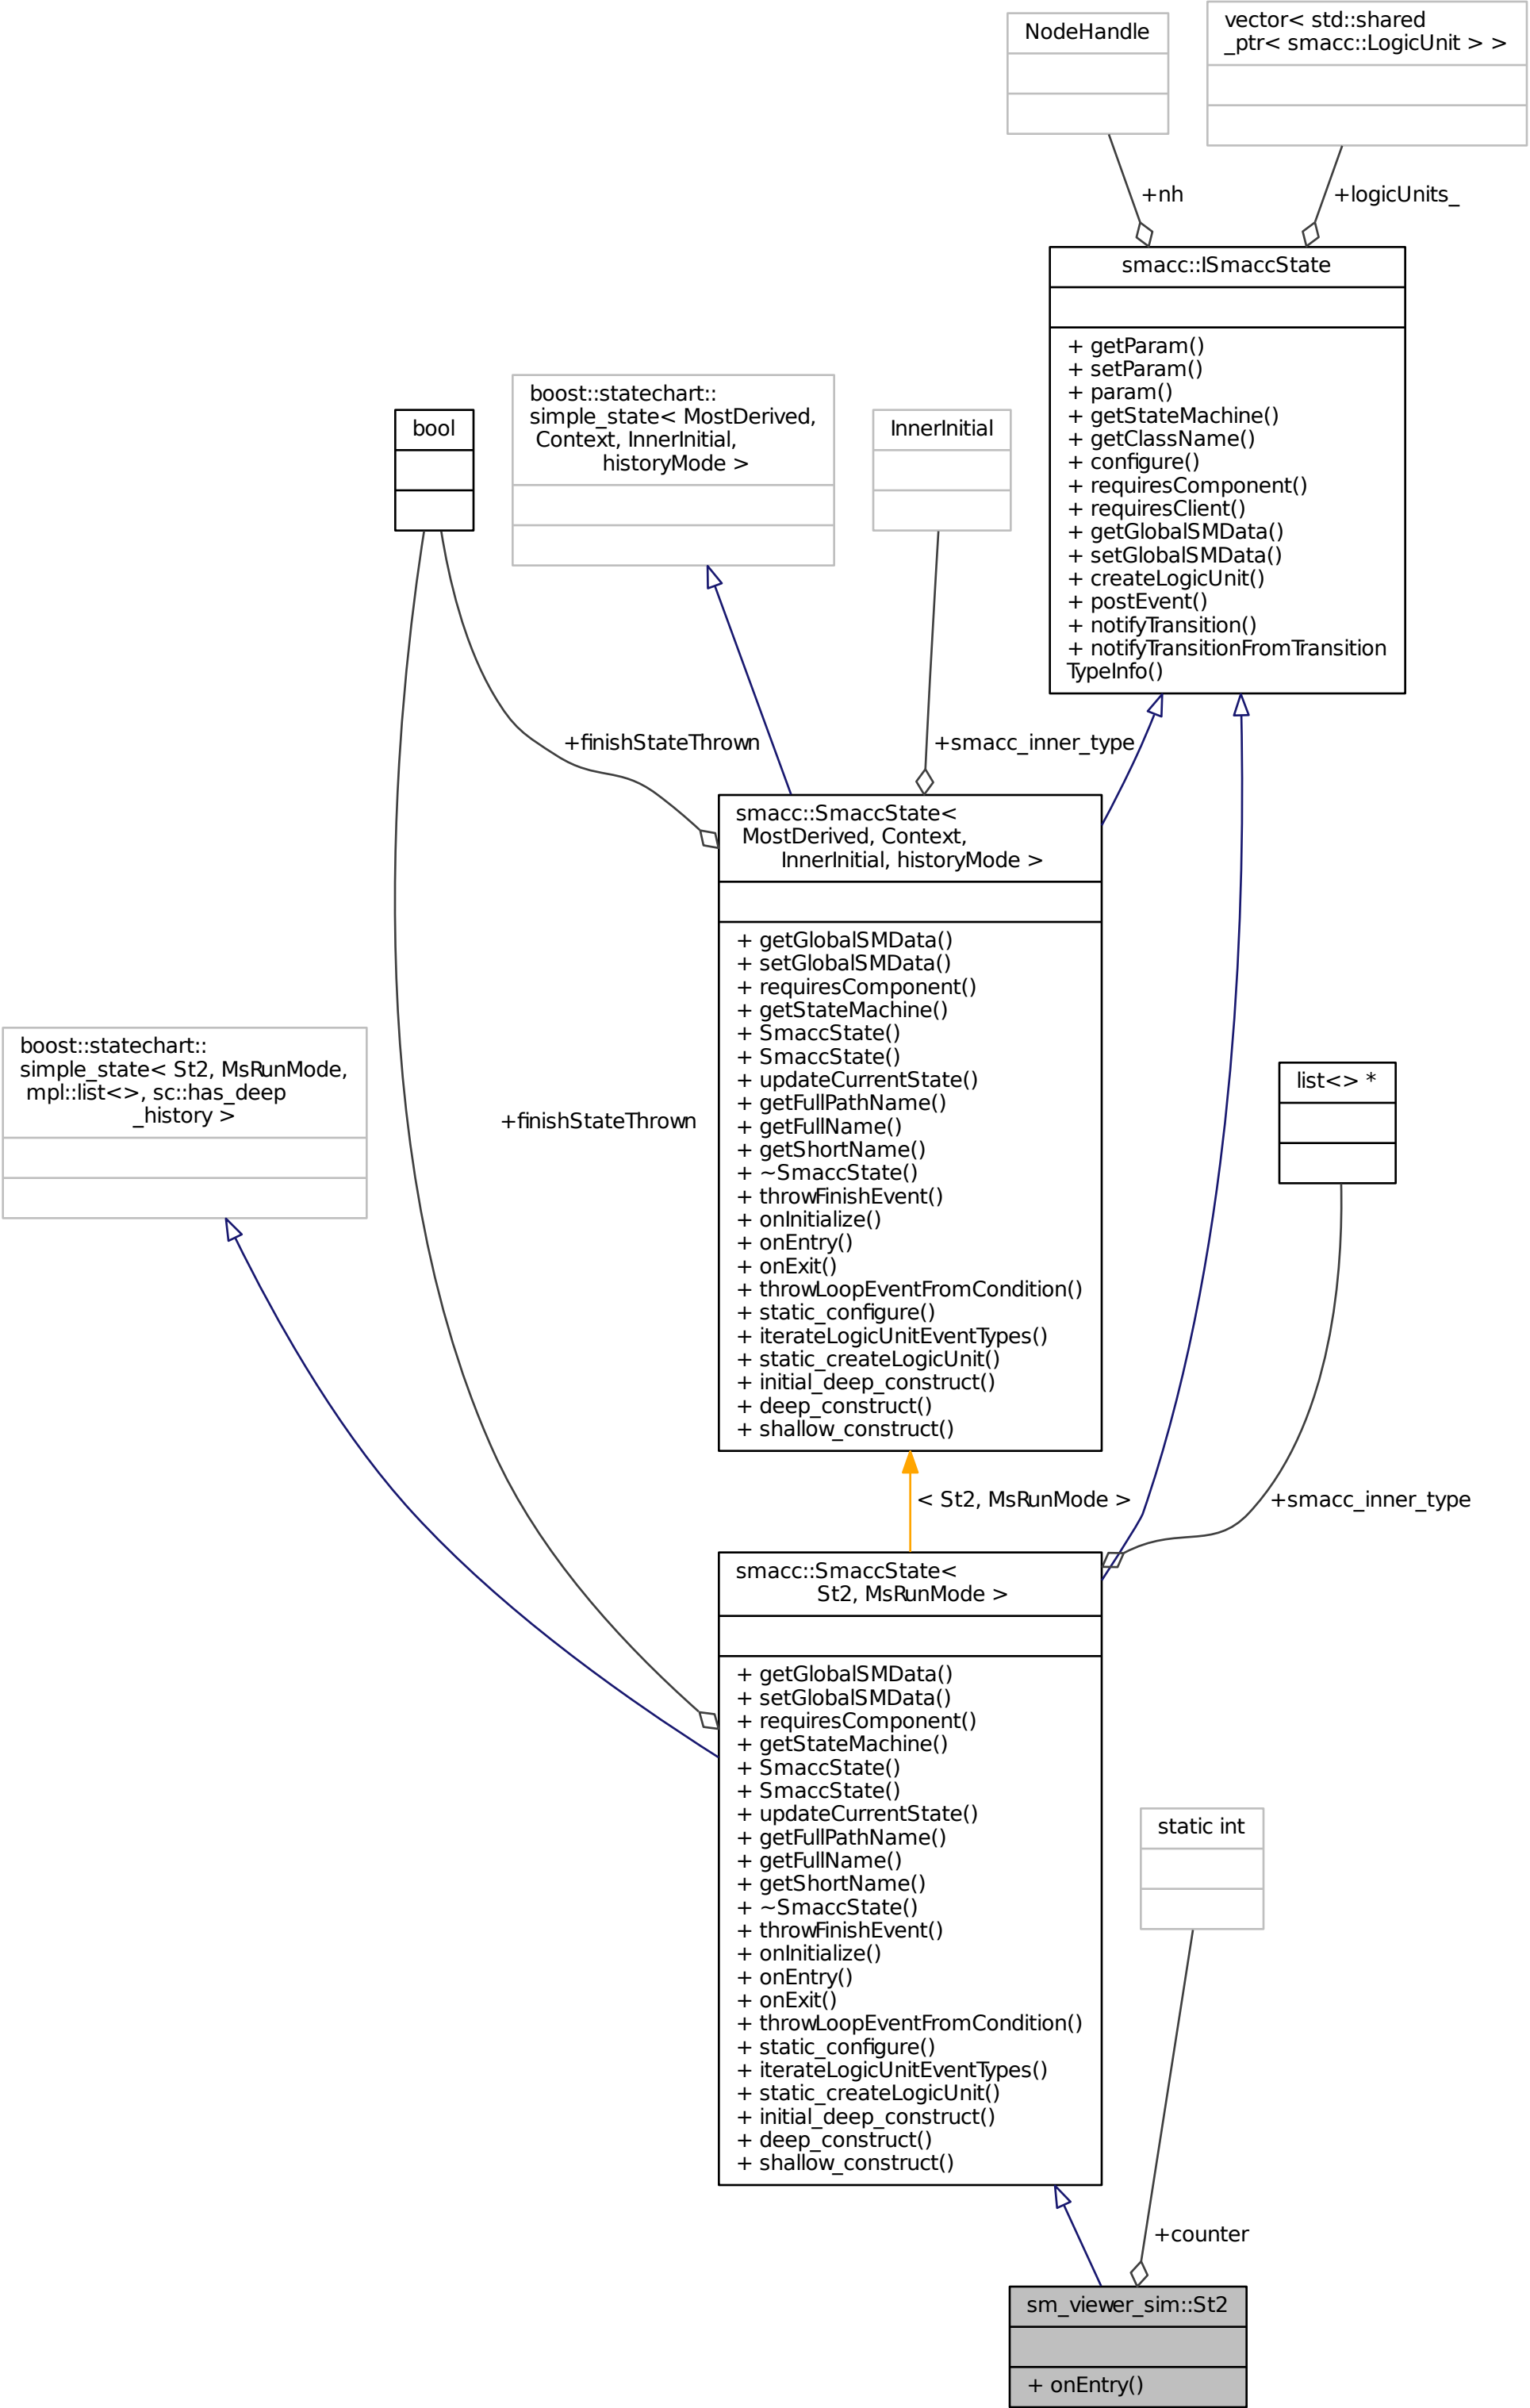 NodeHandle
vector< std::shared
_ptr< smacc::LogicUnit > >
+nh
+logicUnits_
smacc::ISmaccState
+ getParam()
+ setParam()
+ param()
+ getStateMachine()
+ getClassName()
+ configure()
+ requiresComponent()
+ requiresClient()
+ getGlobalSMData()
+ setGlobalSMData()
+ createLogicUnit()
+ postEvent()
+ notifyTransition()
+ notifyTransitionFromTransition
TypeInfo()
bool
boost::statechart::
simple_state< MostDerived,
Context, InnerInitial,
historyMode >
InnerInitial
+finishStateThrown
+smacc_inner_type
smacc::SmaccState<
MostDerived, Context,
InnerInitial, historyMode >
+ getGlobalSMData()
+ setGlobalSMData()
+ requiresComponent()
+ getStateMachine()
+ SmaccState()
+ SmaccState()
+ updateCurrentState()
+ getFullPathName()
+ getFullName()
+ getShortName()
+ ~SmaccState()
+ throwFinishEvent()
+ onInitialize()
+ onEntry()
+ onExit()
+ throwLoopEventFromCondition()
+ static_configure()
+ iterateLogicUnitEventTypes()
+ static_createLogicUnit()
+ initial_deep_construct()
+ deep_construct()
+ shallow_construct()
boost::statechart::
simple_state< St2, MsRunMode,
mpl::list<>, sc::has_deep
_history >
+finishStateThrown
list<> *
< St2, MsRunMode >
+smacc_inner_type
smacc::SmaccState<
St2, MsRunMode >
+ getGlobalSMData()
+ setGlobalSMData()
+ requiresComponent()
+ getStateMachine()
+ SmaccState()
+ SmaccState()
+ updateCurrentState()
+ getFullPathName()
+ getFullName()
+ getShortName()
+ ~SmaccState()
+ throwFinishEvent()
+ onInitialize()
+ onEntry()
+ onExit()
+ throwLoopEventFromCondition()
+ static_configure()
+ iterateLogicUnitEventTypes()
+ static_createLogicUnit()
+ initial_deep_construct()
+ deep_construct()
+ shallow_construct()
static int
+counter
sm_viewer_sim::St2
+ onEntry()